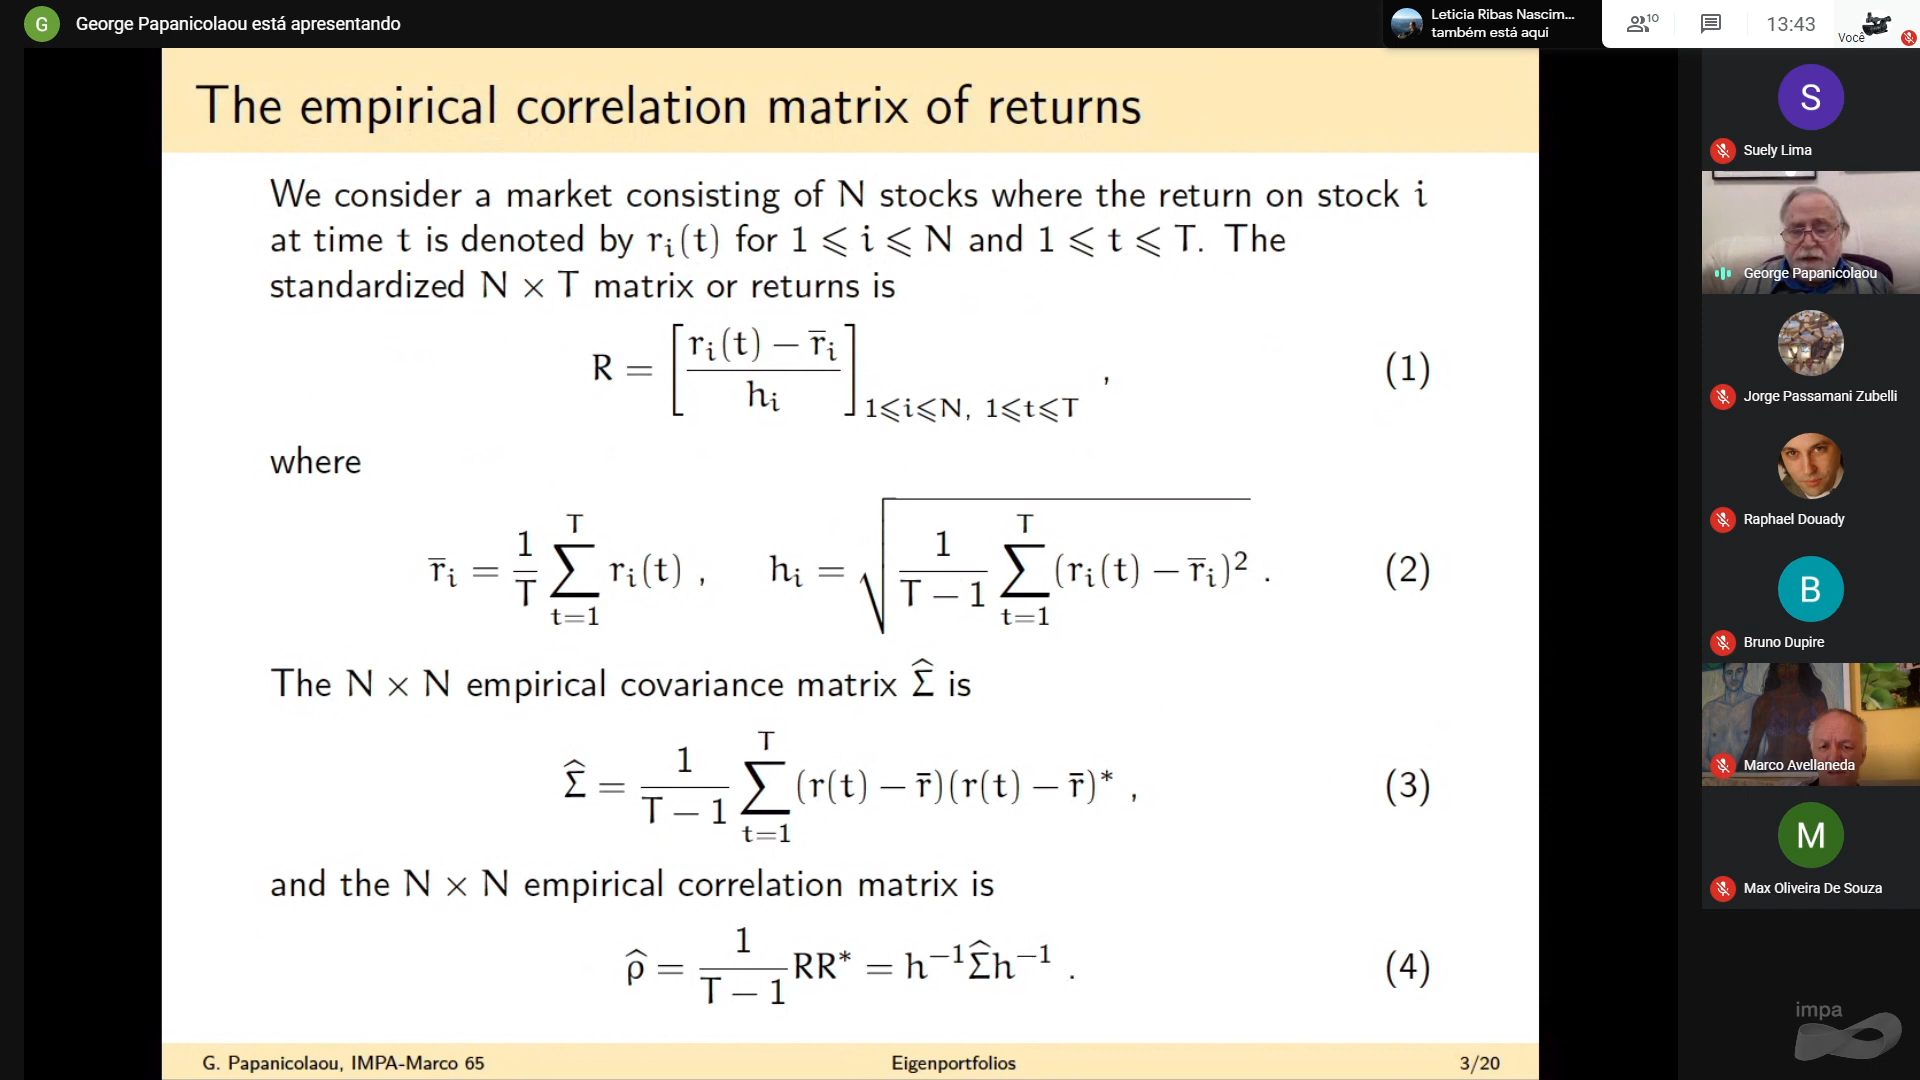 G
George Papanicolaou está apresentando
Leticia Ribas Nascim...
também está aqui
10
13:43
Você
The empirical correlation matrix of returns
We consider a market consisting of N stocks where the return on stock i
at time t is denoted by rᵢ(t) for 1 ⩽ i ⩽ N and 1 ⩽ t ⩽ T. The
standardized N × T matrix or returns is
R = [ (rᵢ(t) − r̄ᵢ) / hᵢ ] 1⩽i⩽N, 1⩽t⩽T , (1)
where
r̄ᵢ = 1/T ∑_{t=1}^{T} rᵢ(t) , hᵢ = √( 1/(T − 1) ∑_{t=1}^{T} (rᵢ(t) − r̄ᵢ)² ) . (2)
The N × N empirical covariance matrix Σ̂ is
Σ̂ = 1/(T − 1) ∑_{t=1}^{T} (r(t) − r̄)(r(t) − r̄)* , (3)
and the N × N empirical correlation matrix is
ρ̂ = 1/(T − 1) RR* = h⁻¹Σ̂h⁻¹ . (4)
G. Papanicolaou, IMPA-Marco 65
Eigenportfolios
3/20
S
Suely Lima
George Papanicolaou
Jorge Passamani Zubelli
Raphael Douady
B
Bruno Dupire
Marco Avellaneda
M
Max Oliveira De Souza
impa